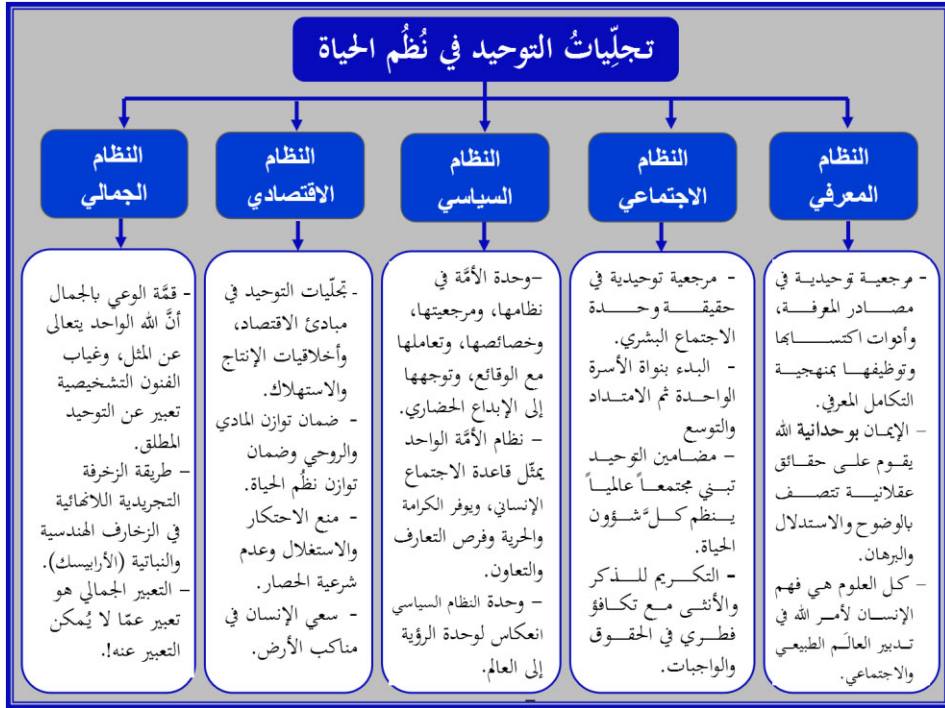 تجلِّياتُ التوحيد في نُظُم الحياة
النظام
المعرفي
- مرجعية توحيدية في
مصادر المعرفة،
وأدوات اكتسابها
وتوظيفها بمنهجية
التكامل المعرفي.
– الإيمان بوحدانية الله
يقوم على حقائق
عقلانية تتصف
بالوضوح والاستدلال
والبرهان.
– كل العلوم هي فهم
الإنسان لأمر الله في
تدبير العالَم الطبيعي
والاجتماعي.
النظام
الاجتماعي
- مرجعية توحيدية في
حقيقة وحدة
الاجتماع البشري.
- البدء بنواة الأسرة
الواحدة ثم الامتداد
والتوسع
– مضامين التوحيد
تبني مجتمعاً عالمياً
ينظم كلَّ شؤون
الحياة.
- التكريم للذكر
والأنثى مع تكافؤ
فطري في الحقوق
والواجبات.
النظام
السياسي
–وحدة الأمَّة في
نظامها، ومرجعيتها،
وخصائصها، وتعاملها
مع الوقائع، وتوجهها
إلى الإبداع الحضاري.
– نظام الأمَّة الواحد
يمثّل قاعدة الاجتماع
الإنساني، ويوفر الكرامة
والحرية وفرص التعارف
والتعاون.
– وحدة النظام السياسي
انعكاس لوحدة الرؤية
إلى العالم.
النظام
الاقتصادي
- تجلّيات التوحيد في
مبادئ الاقتصاد،
وأخلاقيات الإنتاج
والاستهلاك.
- ضمان توازن المادي
والروحي وضمان
توازن نظُم الحياة.
- منع الاحتكار
والاستغلال وعدم
شرعية الحصار.
- سعي الإنسان في
مناكب الأرض.
النظام
الجمالي
- قمَّة الوعي بالجمال
أنَّ الله الواحد يتعالى
عن المثل، وغياب
الفنون التشخيصية
تعبير عن التوحيد
المطلق.
– طريقة الزخرفة
التجريدية اللانهائية
في الزخارف الهندسية
والنباتية (الأرابيسك).
– التعبير الجمالي هو
تعبير عمّا لا يُمكن
التعبير عنه!.